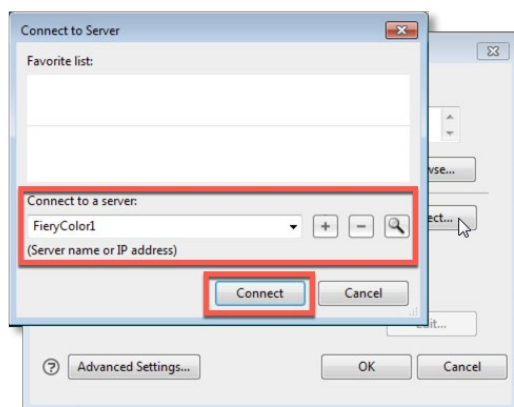 Connect to Server
Favorite list:
Connect to a server:
FieryColor1
(Server name or IP address)
Connect Cancel
Advanced Settings... OK Cancel